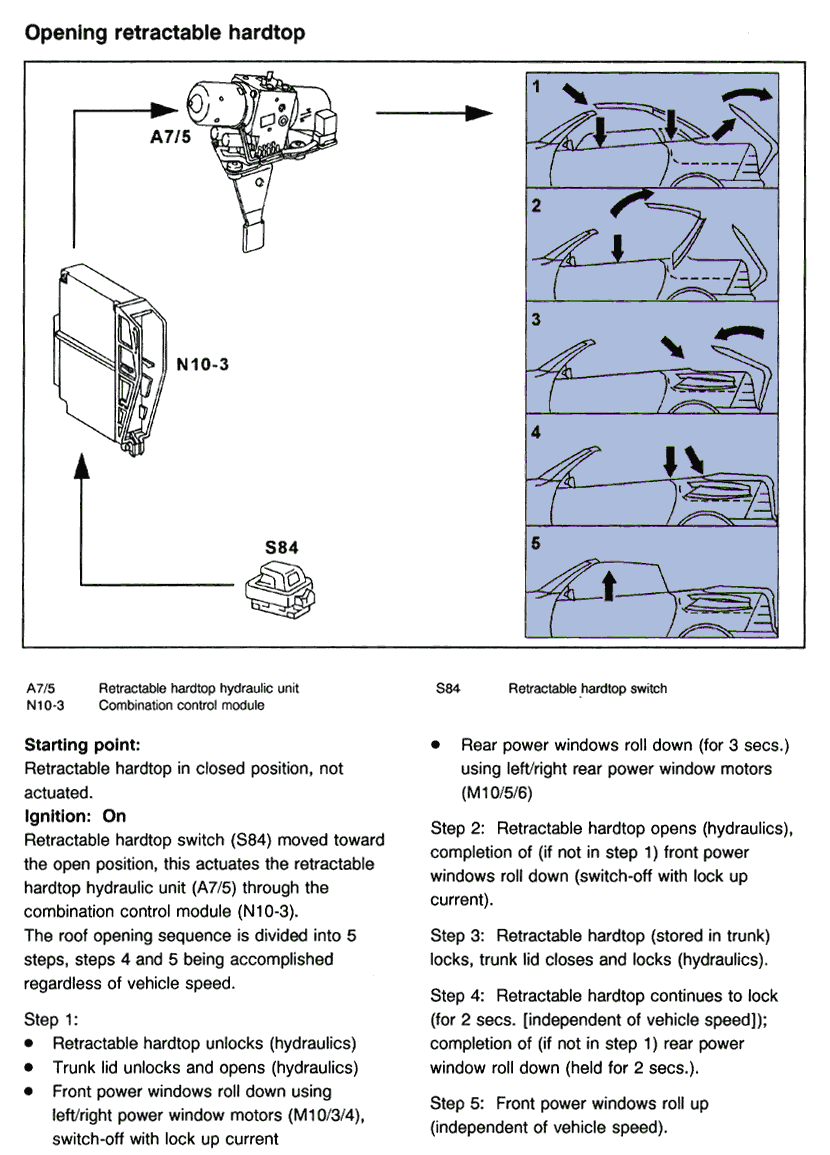 Opening retractable hardtop
A7/5
N10-3
S84
1
2
3
4
5
A7/5 Retractable hardtop hydraulic unit
N10-3 Combination control module
S84 Retractable hardtop switch
Starting point:
Retractable hardtop in closed position, not
actuated.
Ignition: On
Retractable hardtop switch (S84) moved toward
the open position, this actuates the retractable
hardtop hydraulic unit (A7/5) through the
combination control module (N10-3).
The roof opening sequence is divided into 5
steps, steps 4 and 5 being accomplished
regardless of vehicle speed.
Step 1:
● Retractable hardtop unlocks (hydraulics)
● Trunk lid unlocks and opens (hydraulics)
● Front power windows roll down using
left/right power window motors (M10/3/4),
switch-off with lock up current
● Rear power windows roll down (for 3 secs.)
using left/right rear power window motors
(M10/5/6)
Step 2: Retractable hardtop opens (hydraulics),
completion of (if not in step 1) front power
windows roll down (switch-off with lock up
current).
Step 3: Retractable hardtop (stored in trunk)
locks, trunk lid closes and locks (hydraulics).
Step 4: Retractable hardtop continues to lock
(for 2 secs. [independent of vehicle speed]);
completion of (if not in step 1) rear power
window roll down (held for 2 secs.).
Step 5: Front power windows roll up
(independent of vehicle speed).